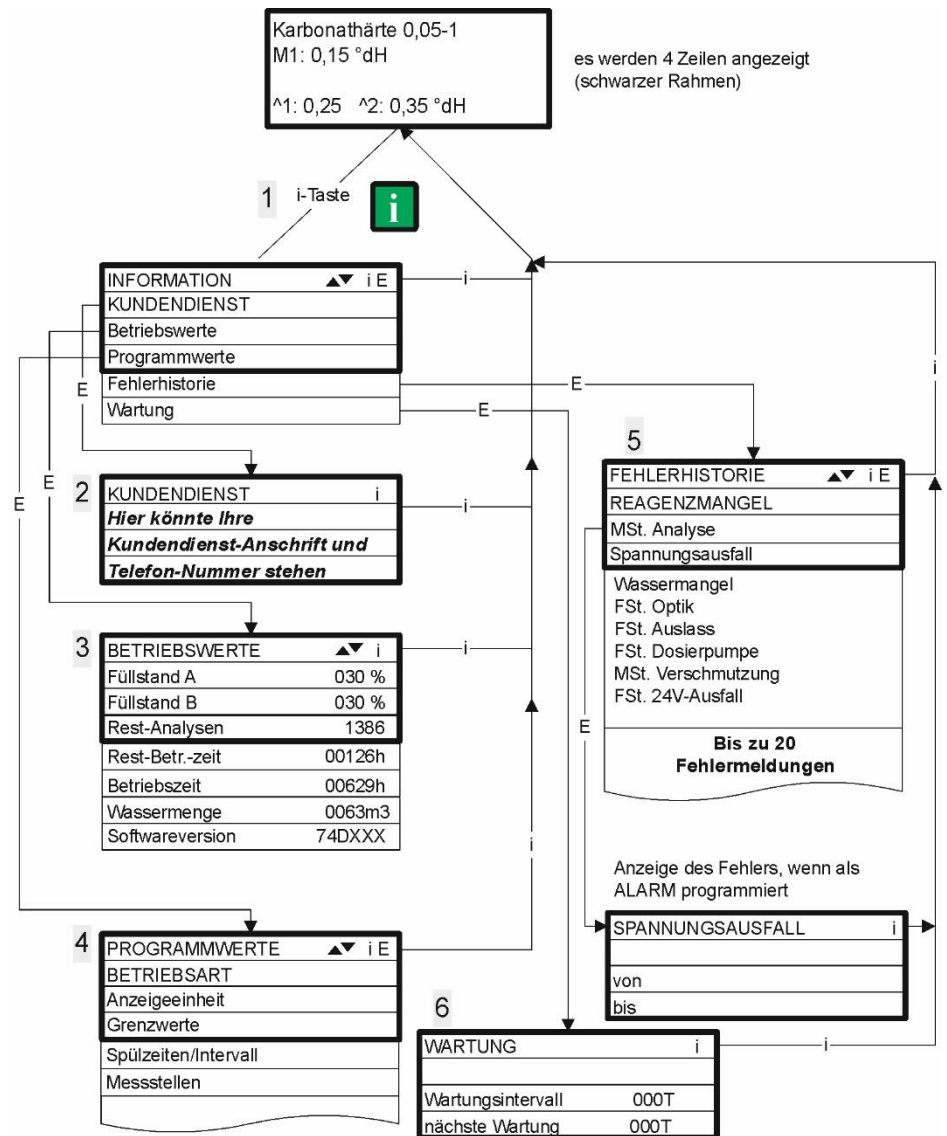 Karbonathärte 0,05-1
M1: 0,15 °dH
^1: 0,25 ^2: 0,35 °dH
es werden 4 Zeilen angezeigt
(schwarzer Rahmen)
1 i-Taste
i
INFORMATION ▲▼ i E
KUNDENDIENST
Betriebswerte
Programmwerte
Fehlerhistorie
Wartung
i
E
E
E
E
E
i
2
KUNDENDIENST i
Hier könnte Ihre
Kundendienst-Anschrift und
Telefon-Nummer stehen
i
3
BETRIEBSWERTE ▲▼ i
Füllstand A 030 %
Füllstand B 030 %
Rest-Analysen 1386
Rest-Betr.-zeit 00126h
Betriebszeit 00629h
Wassermenge 0063m3
Softwareversion 74DXXX
i
i
4
PROGRAMMWERTE ▲▼ i E
BETRIEBSART
Anzeigeeinheit
Grenzwerte
Spülzeiten/Intervall
Messstellen
5
FEHLERHISTORIE ▲▼ i E
REAGENZMANGEL
MSt. Analyse
Spannungsausfall
Wassermangel
FSt. Optik
FSt. Auslass
FSt. Dosierpumpe
MSt. Verschmutzung
FSt. 24V-Ausfall
Bis zu 20
Fehlermeldungen
E
Anzeige des Fehlers, wenn als
ALARM programmiert
SPANNUNGSAUSFALL i
von
bis
6
WARTUNG i
Wartungsintervall 000T
nächste Wartung 000T
i